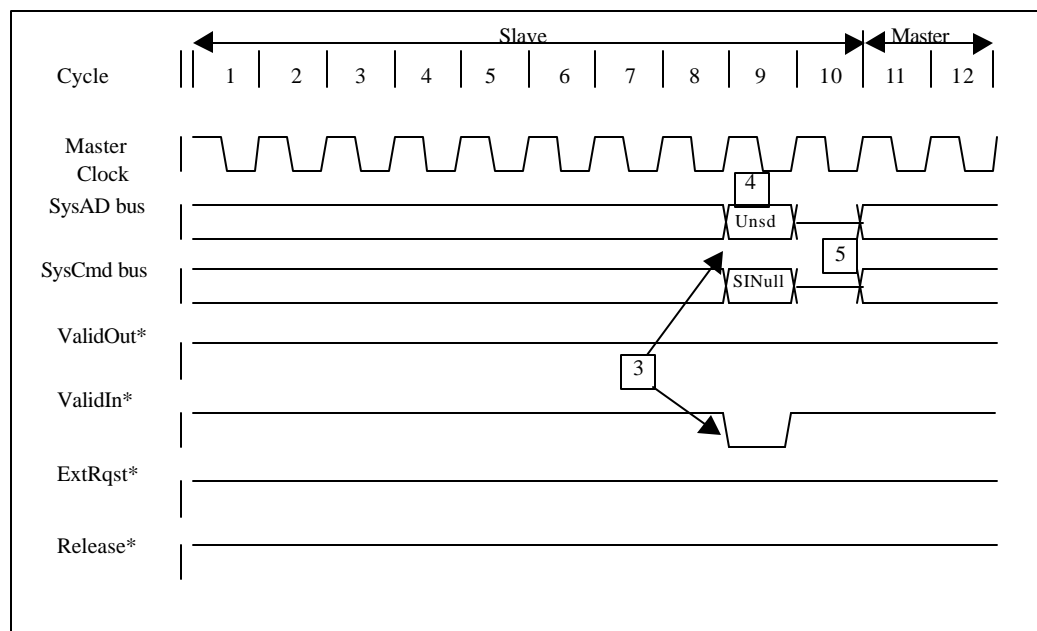 Slave Master
Cycle 1 2 3 4 5 6 7 8 9 10 11 12
Master
Clock
4
SysAD bus Unsd
5
SysCmd bus SINull
ValidOut*
3
ValidIn*
ExtRqst*
Release*